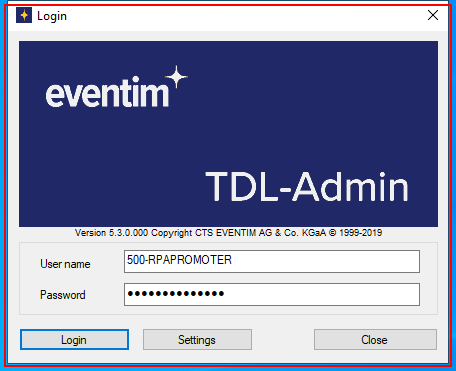 Login
eventim
TDL-Admin
Version 5.3.0.000 Copyright CTS EVENTIM AG & Co. KGaA © 1999-2019
User name 500-RPAPROMOTER
Password ●●●●●●●●●●●●●●
Login Settings Close